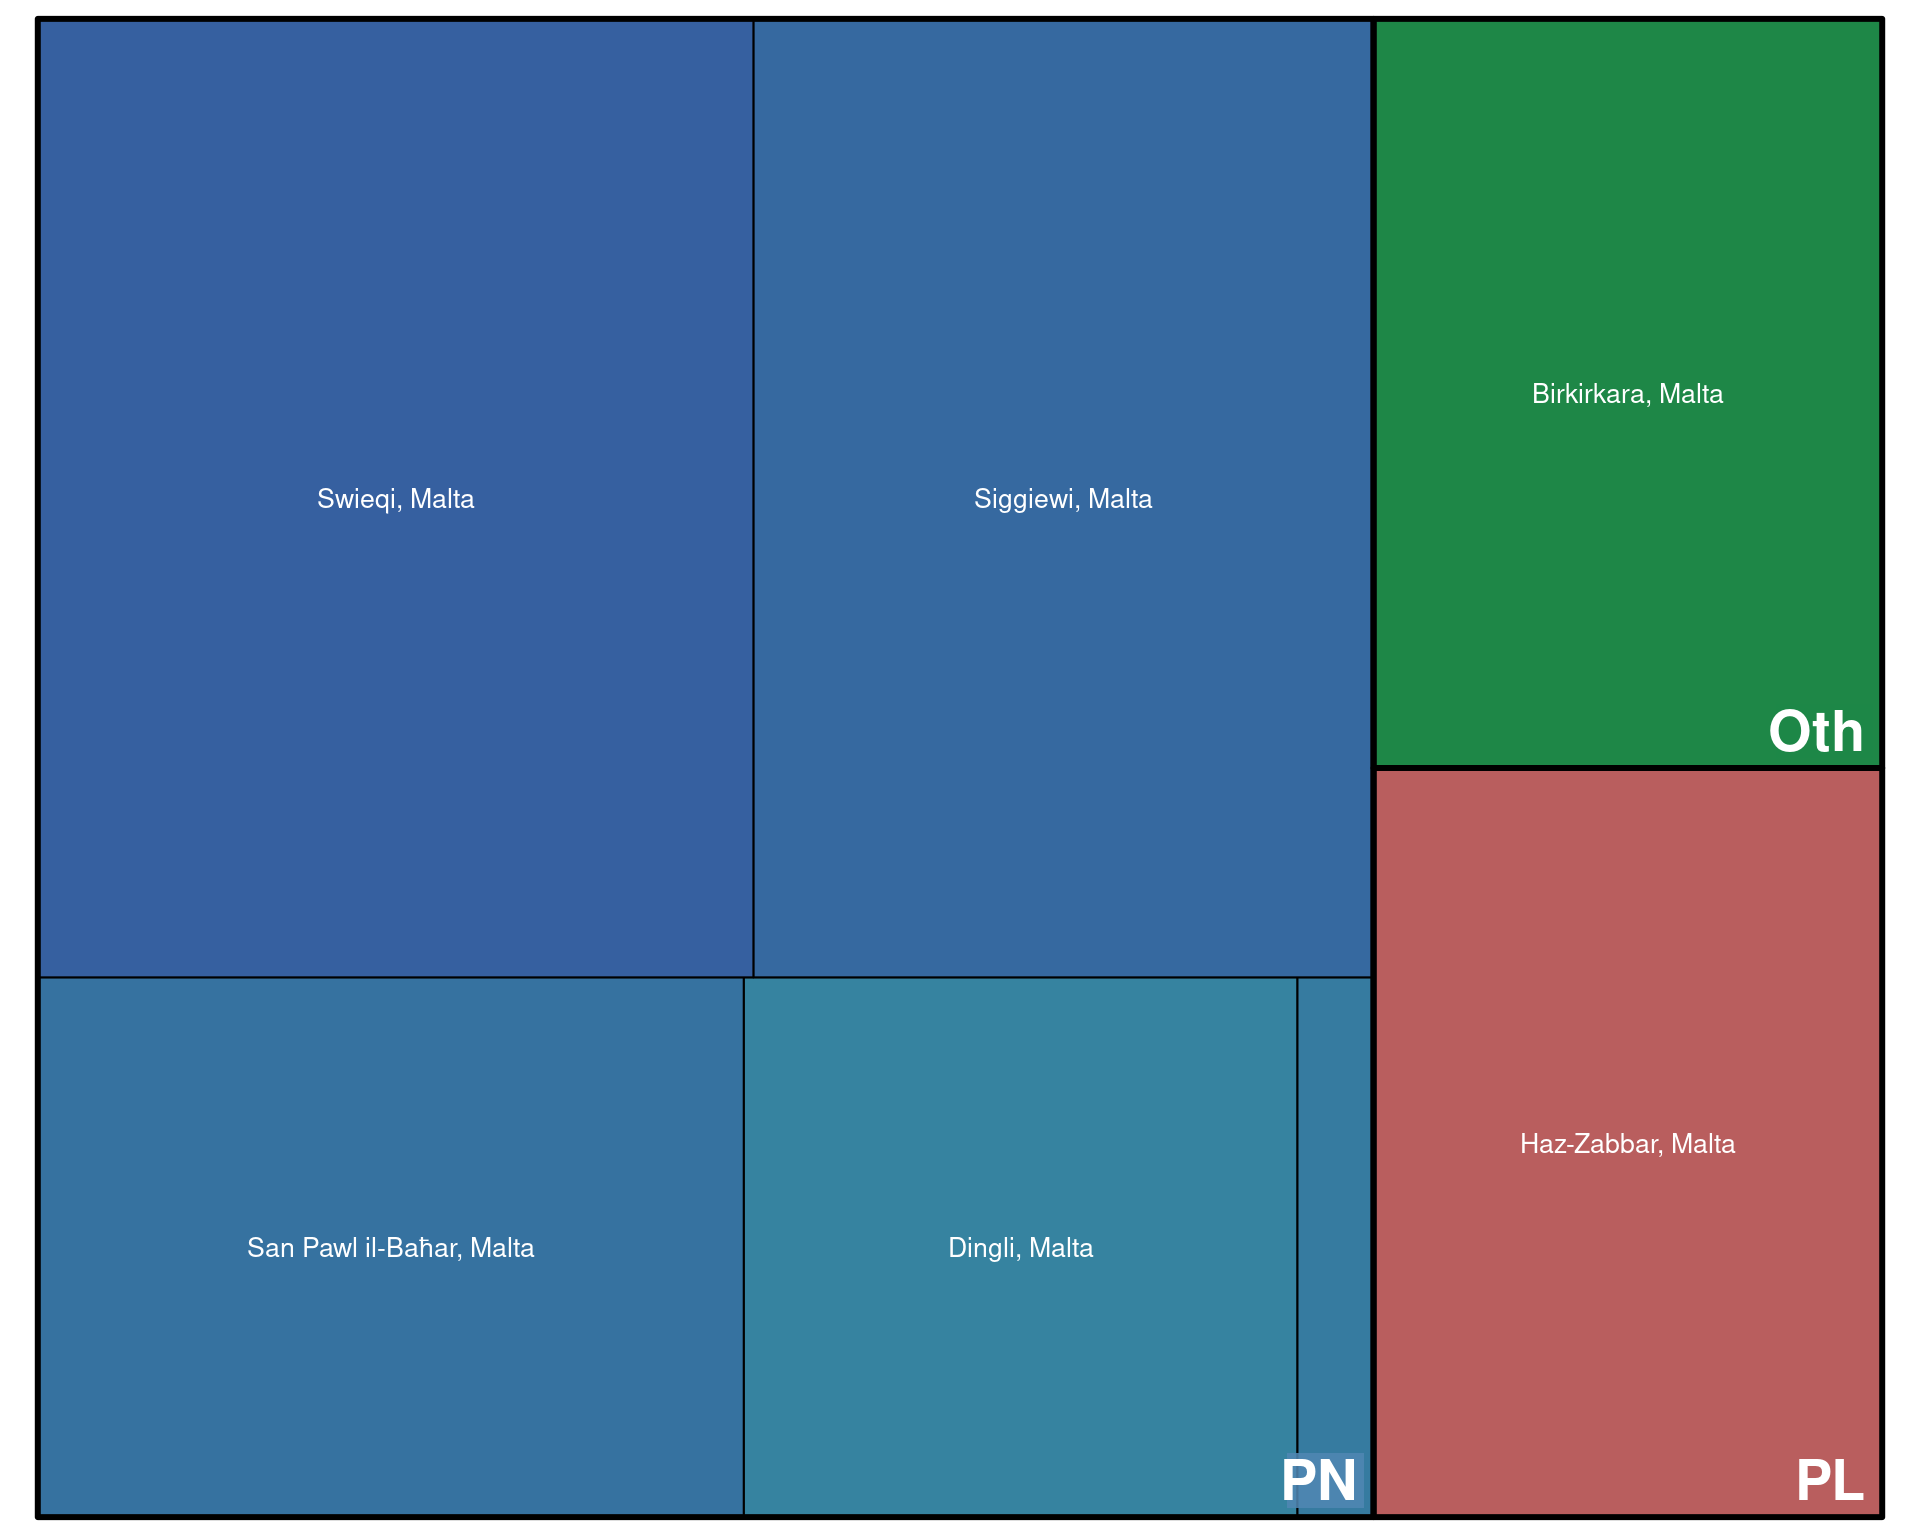 Swieqi, Malta
Siggiewi, Malta
Birkirkara, Malta
Oth
San Pawl il-Baħar, Malta
Dingli, Malta
PN
Haz-Zabbar, Malta
PL